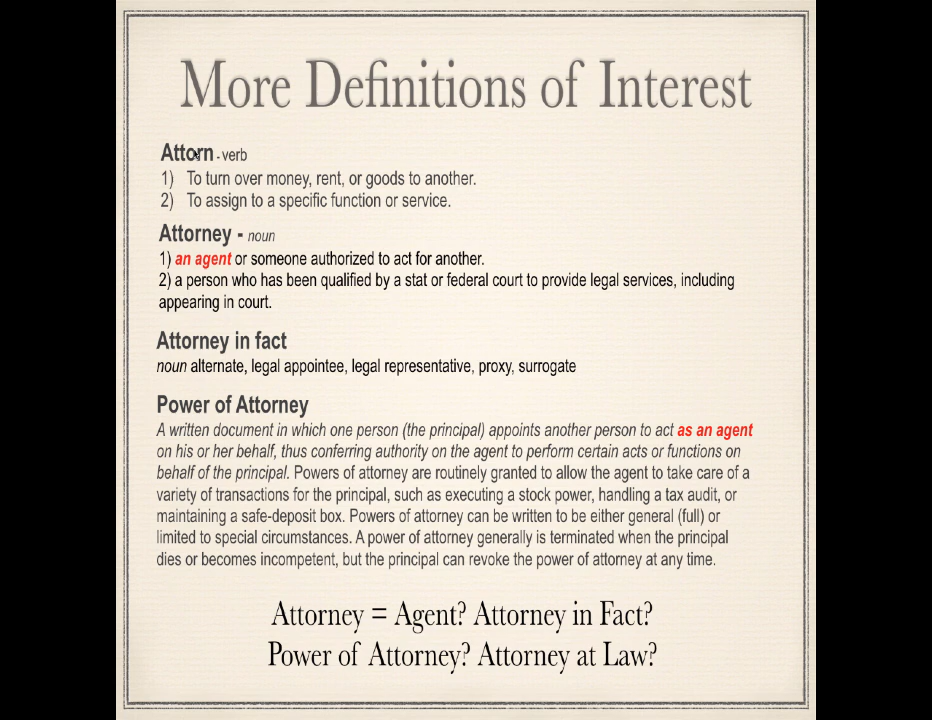 More Definitions of Interest
Attorn - verb
1) To turn over money, rent, or goods to another.
2) To assign to a specific function or service.
Attorney - noun
1) an agent or someone authorized to act for another.
2) a person who has been qualified by a stat or federal court to provide legal services, including
appearing in court.
Attorney in fact
noun alternate, legal appointee, legal representative, proxy, surrogate
Power of Attorney
A written document in which one person (the principal) appoints another person to act as an agent
on his or her behalf, thus conferring authority on the agent to perform certain acts or functions on
behalf of the principal. Powers of attorney are routinely granted to allow the agent to take care of a
variety of transactions for the principal, such as executing a stock power, handling a tax audit, or
maintaining a safe-deposit box. Powers of attorney can be written to be either general (full) or
limited to special circumstances. A power of attorney generally is terminated when the principal
dies or becomes incompetent, but the principal can revoke the power of attorney at any time.
Attorney = Agent? Attorney in Fact?
Power of Attorney? Attorney at Law?